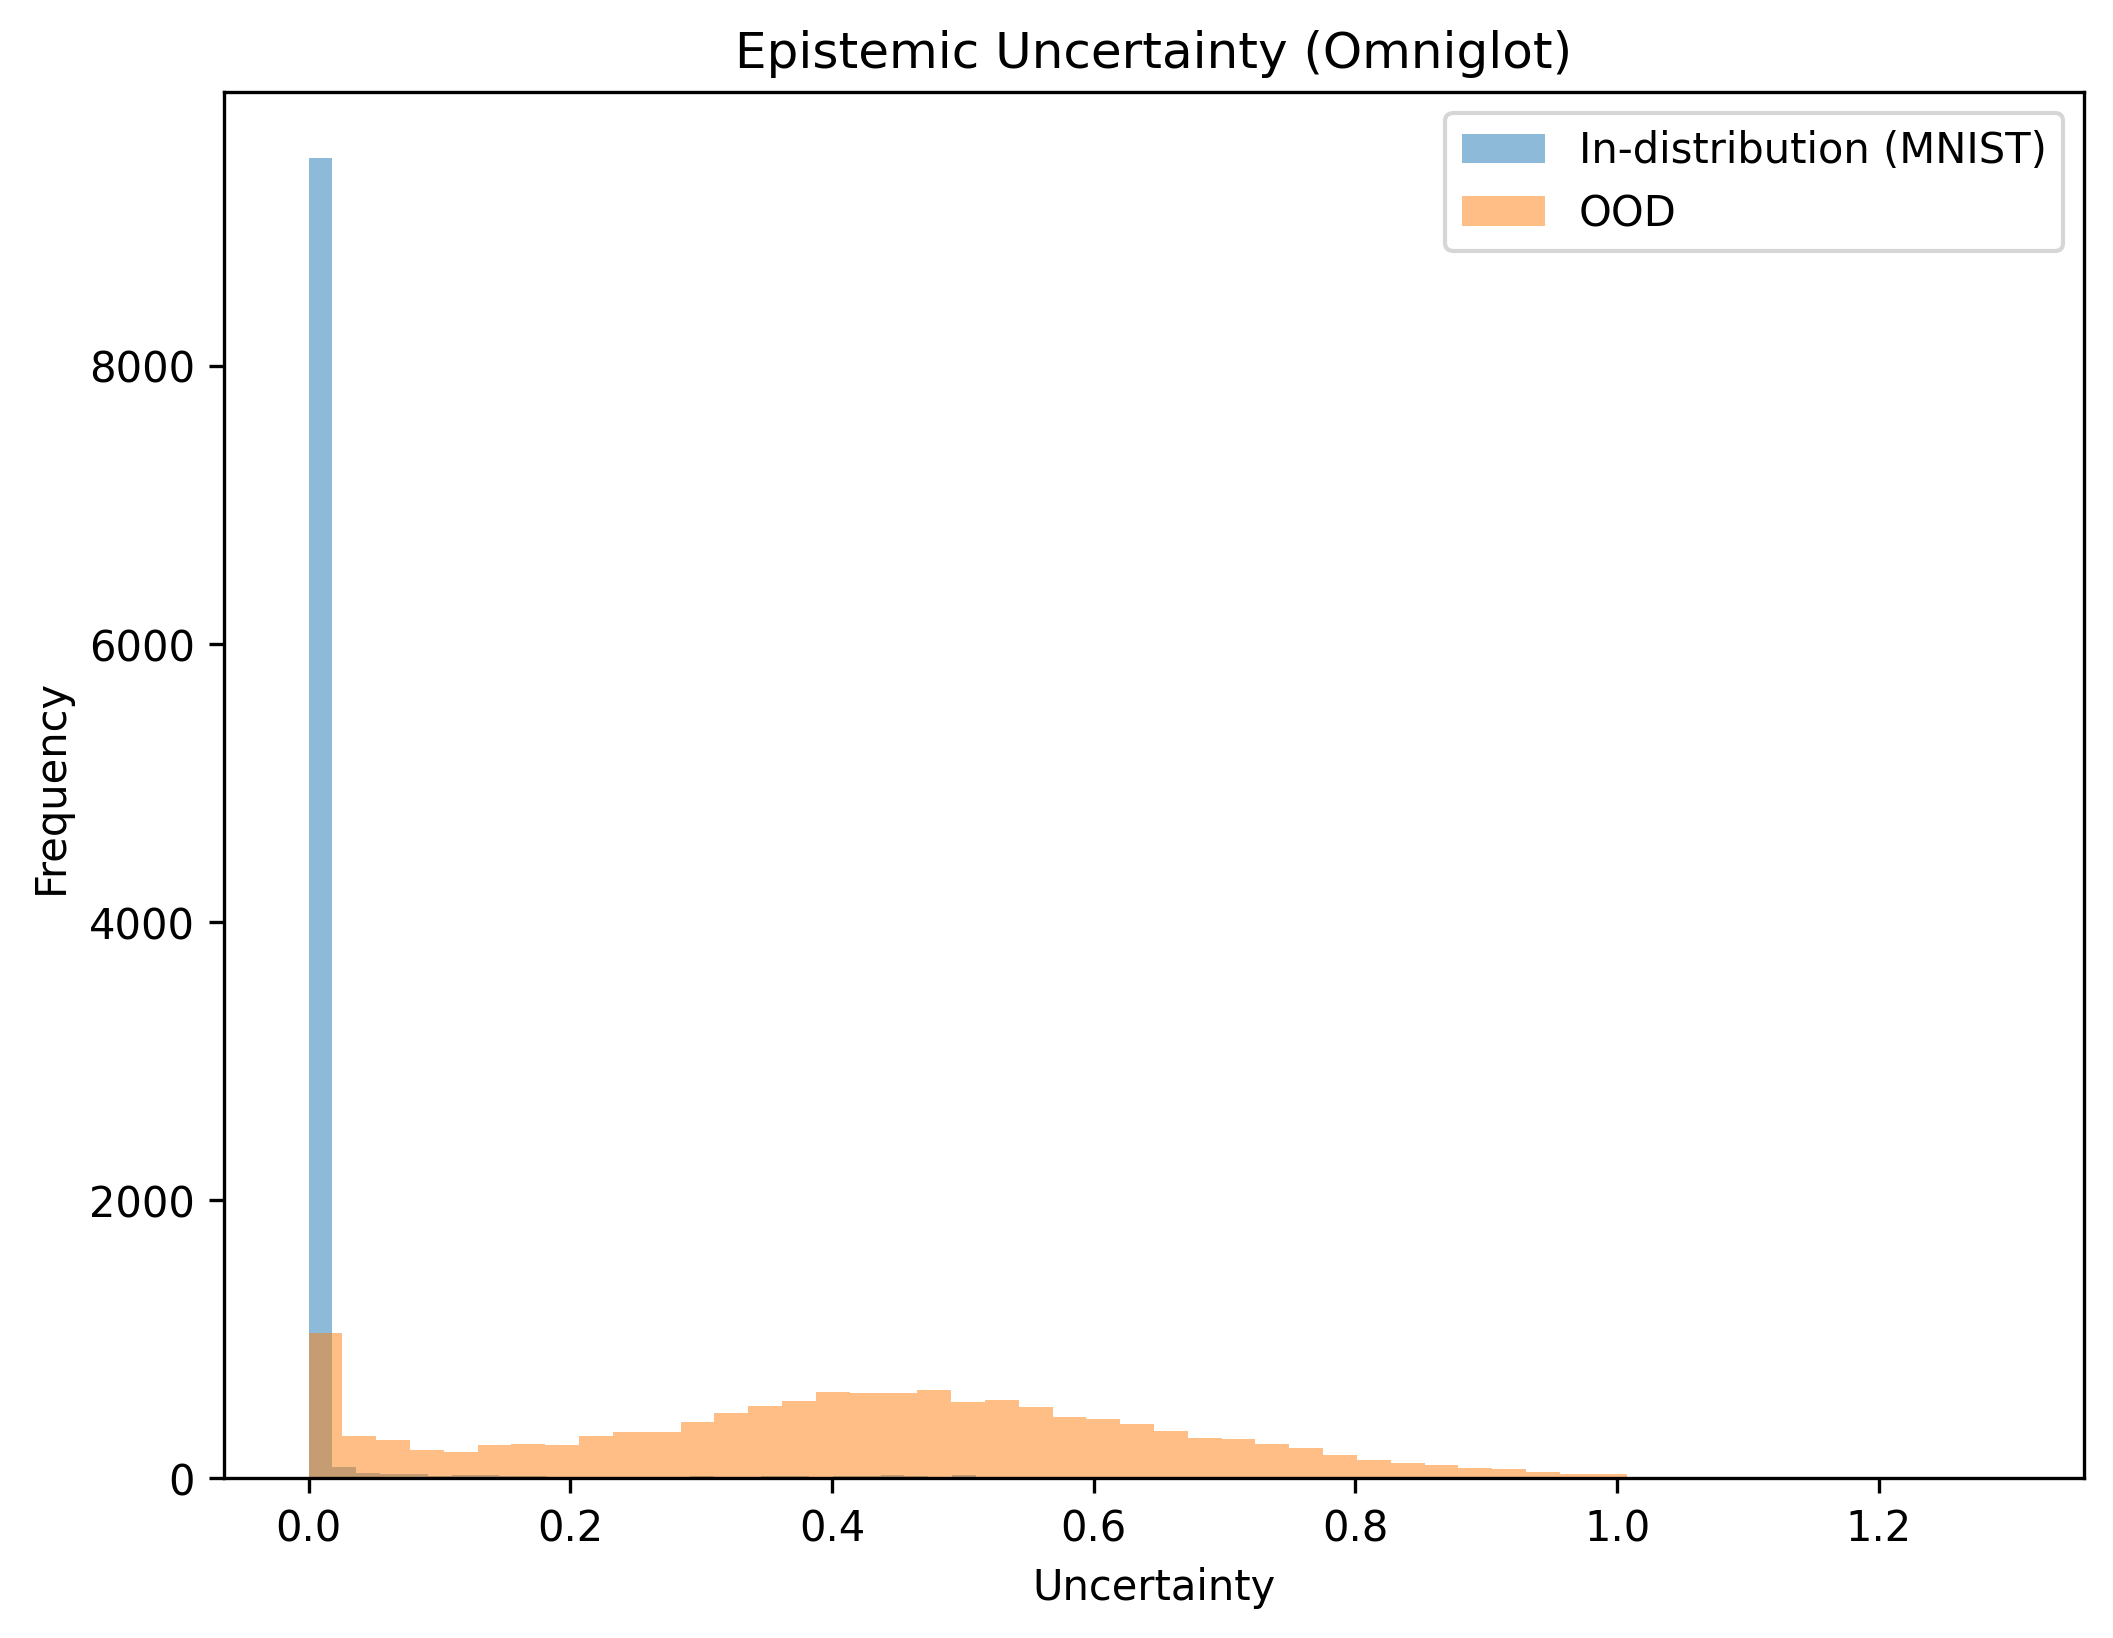 Epistemic Uncertainty (Omniglot)
In-distribution (MNIST)
OOD
8000
6000
4000
2000
0
Frequency
0.0 0.2 0.4 0.6 0.8 1.0 1.2
Uncertainty